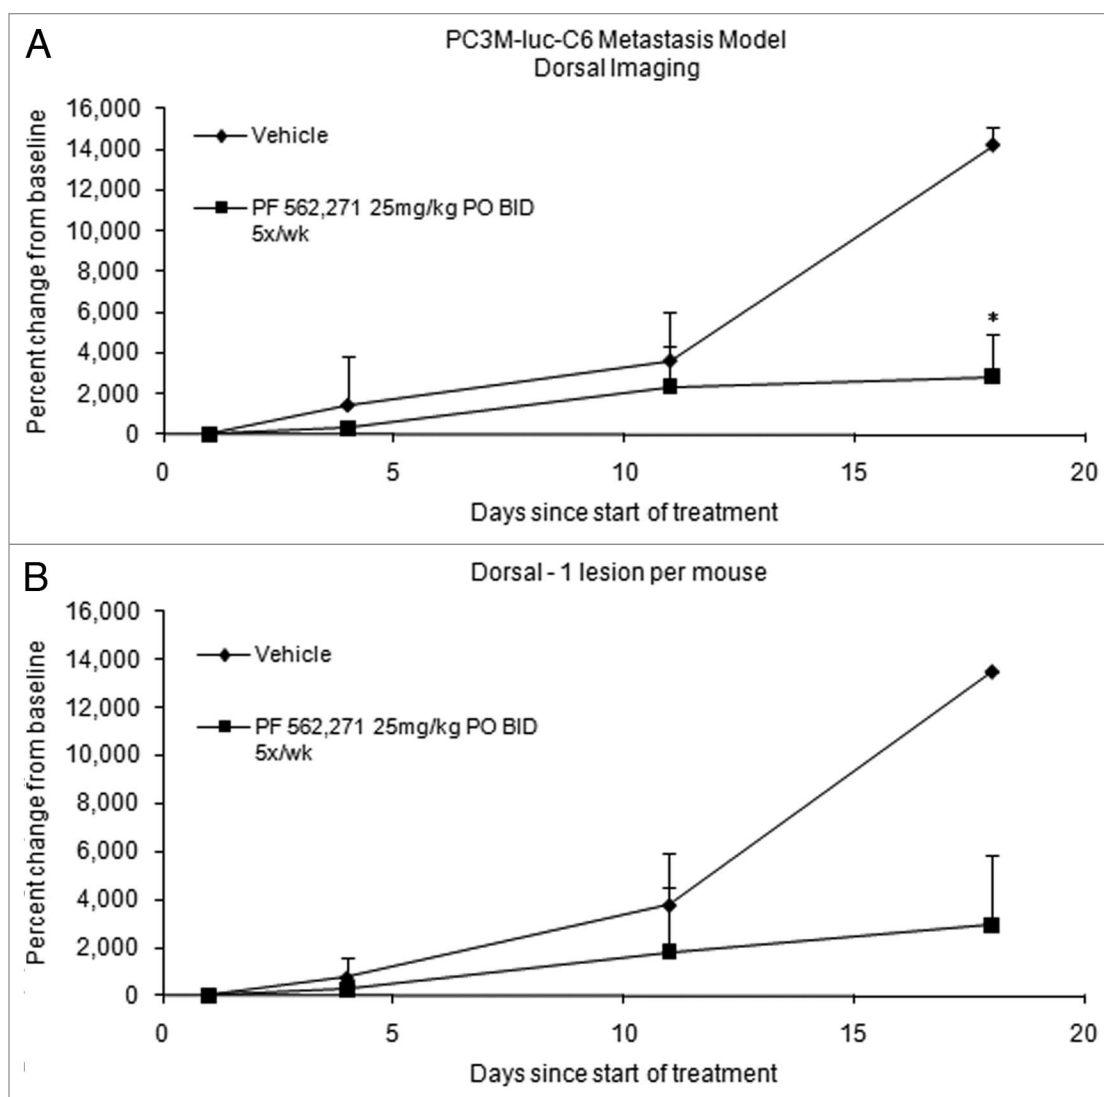 A
PC3M-luc-C6 Metastasis Model
Dorsal Imaging
Percent change from baseline
16,000
14,000
12,000
10,000
8,000
6,000
4,000
2,000
0
Vehicle
PF 562,271 25mg/kg PO BID
5x/wk
*
0 5 10 15 20
Days since start of treatment
B
Dorsal - 1 lesion per mouse
Percent change from baseline
16,000
14,000
12,000
10,000
8,000
6,000
4,000
2,000
0
Vehicle
PF 562,271 25mg/kg PO BID
5x/wk
0 5 10 15 20
Days since start of treatment